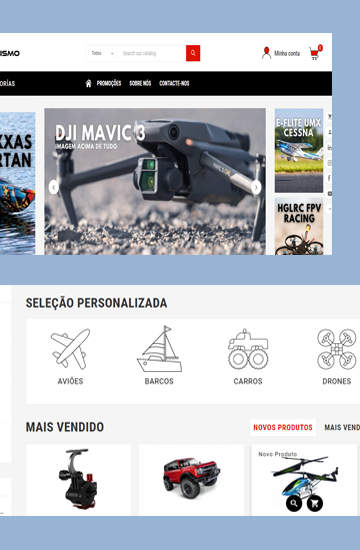 ISMO
Todos
Search our catalog
Minha conta
ORÍAS
PROMOÇÕES
SOBRE NÓS
CONTACTE-NOS
XXAS
RTAN
DJI MAVIC 3
IMAGEM ACIMA DE TUDO
E-FLITE UMX
CESSNA
HGLRC FPV
RACING
SELEÇÃO PERSONALIZADA
AVIÕES
BARCOS
CARROS
DRONES
MAIS VENDIDO
NOVOS PRODUTOS
MAIS VEND
Novo Produto